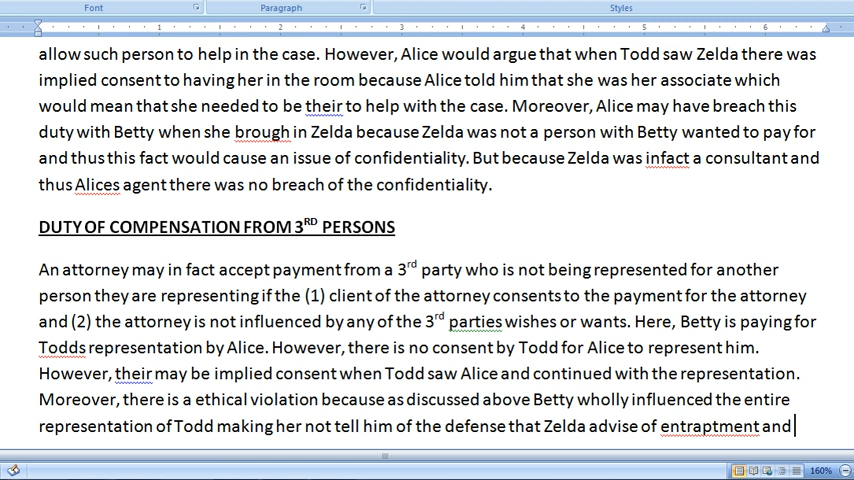 Font Paragraph Styles
1 2 3 4 5 6
allow such person to help in the case. However, Alice would argue that when Todd saw Zelda there was
implied consent to having her in the room because Alice told him that she was her associate which
would mean that she needed to be their to help with the case. Moreover, Alice may have breach this
duty with Betty when she brough in Zelda because Zelda was not a person with Betty wanted to pay for
and thus this fact would cause an issue of confidentiality. But because Zelda was infact a consultant and
thus Alices agent there was no breach of the confidentiality.
DUTY OF COMPENSATION FROM 3RD PERSONS
An attorney may in fact accept payment from a 3rd party who is not being represented for another
person they are representing if the (1) client of the attorney consents to the payment for the attorney
and (2) the attorney is not influenced by any of the 3rd parties wishes or wants. Here, Betty is paying for
Todds representation by Alice. However, there is no consent by Todd for Alice to represent him.
However, their may be implied consent when Todd saw Alice and continued with the representation.
Moreover, there is a ethical violation because as discussed above Betty wholly influenced the entire
representation of Todd making her not tell him of the defense that Zelda advise of entraptment and
160%